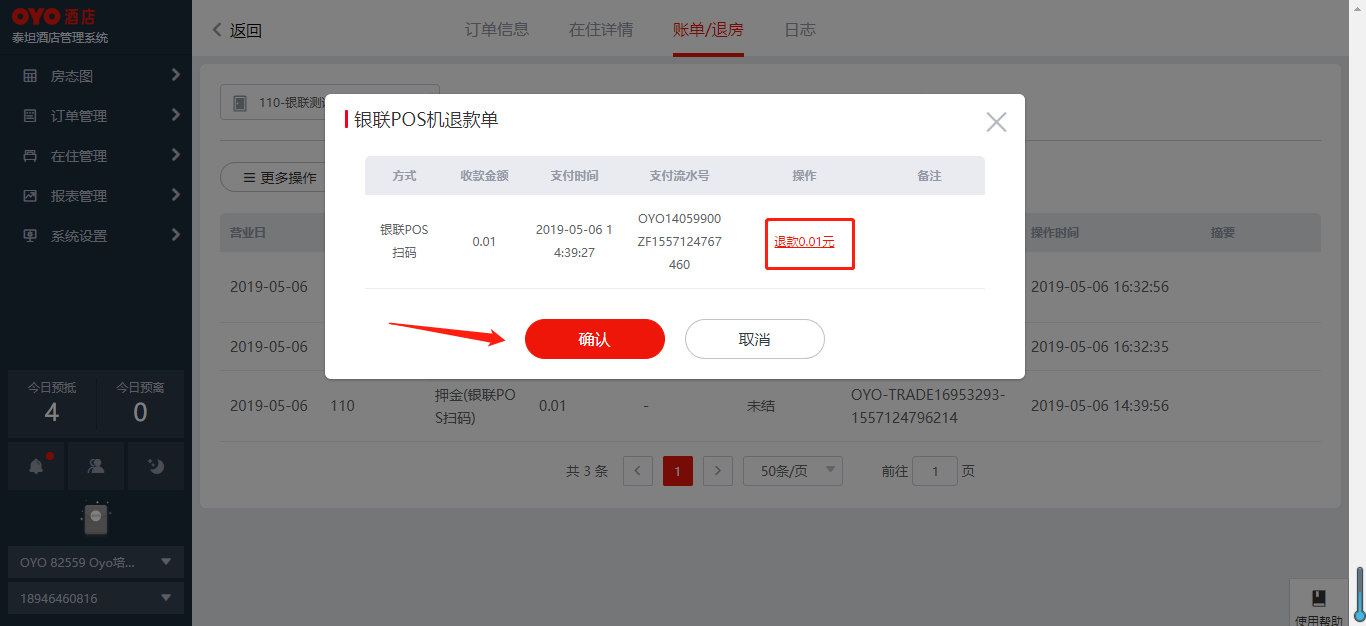 OYO 酒店
泰坦酒店管理系统
房态图
订单管理
在住管理
报表管理
系统设置
今日预抵
4
今日预离
0
OYO 82559 Oyo培...
18946460816
返回
订单信息
在住详情
账单/退房
日志
110-银联测
更多操作
营业日
操作时间
摘要
2019-05-06
2019-05-06 16:32:56
2019-05-06
2019-05-06 16:32:35
2019-05-06
110
押金(银联PO
S扫码)
0.01
-
未结
OYO-TRADE16953293-
1557124796214
2019-05-06 14:39:56
共 3 条
1
50条/页
前往
1
页
使用帮助
银联POS机退款单
方式
收款金额
支付时间
支付流水号
操作
备注
银联POS
扫码
0.01
2019-05-06 1
4:39:27
OYO14059900
ZF1557124767
460
退款0.01元
确认
取消